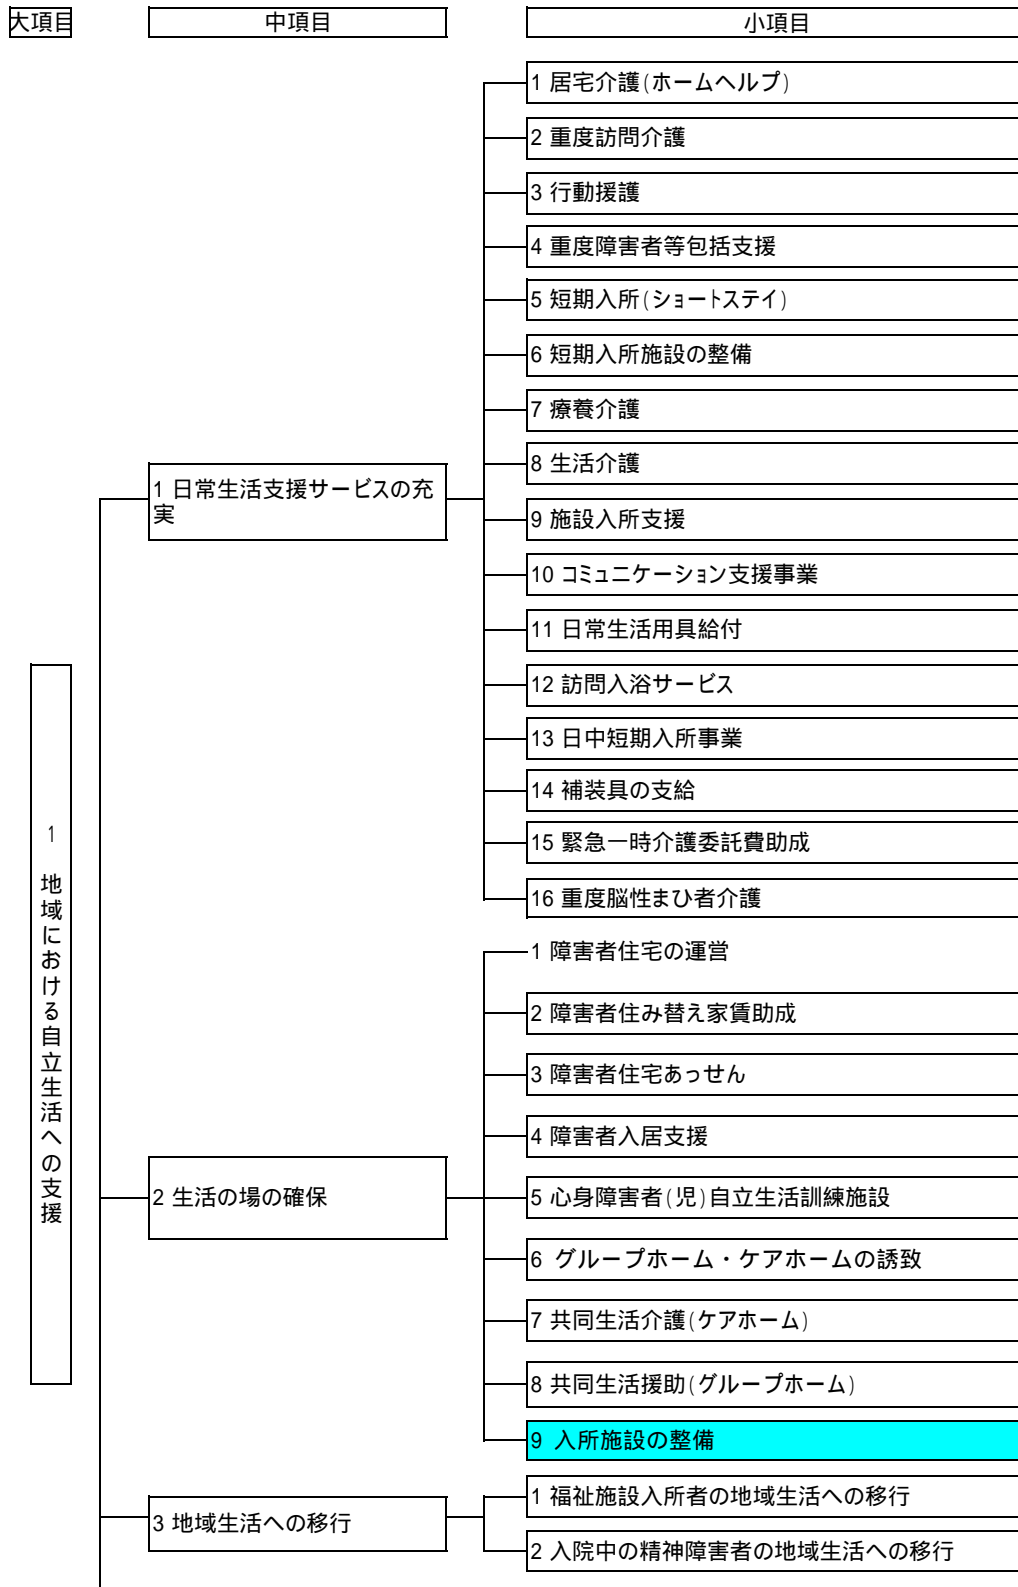 大項目
中項目
小項目
1 地域における自立生活への支援
1 日常生活支援サービスの充
実
1 居宅介護(ホームヘルプ)
2 重度訪問介護
3 行動援護
4 重度障害者等包括支援
5 短期入所(ショートステイ)
6 短期入所施設の整備
7 療養介護
8 生活介護
9 施設入所支援
10 コミュニケーション支援事業
11 日常生活用具給付
12 訪問入浴サービス
13 日中短期入所事業
14 補装具の支給
15 緊急一時介護委託費助成
16 重度脳性まひ者介護
2 生活の場の確保
1 障害者住宅の運営
2 障害者住み替え家賃助成
3 障害者住宅あっせん
4 障害者入居支援
5 心身障害者(児)自立生活訓練施設
6 グループホーム・ケアホームの誘致
7 共同生活介護(ケアホーム)
8 共同生活援助(グループホーム)
9 入所施設の整備
3 地域生活への移行
1 福祉施設入所者の地域生活への移行
2 入院中の精神障害者の地域生活への移行